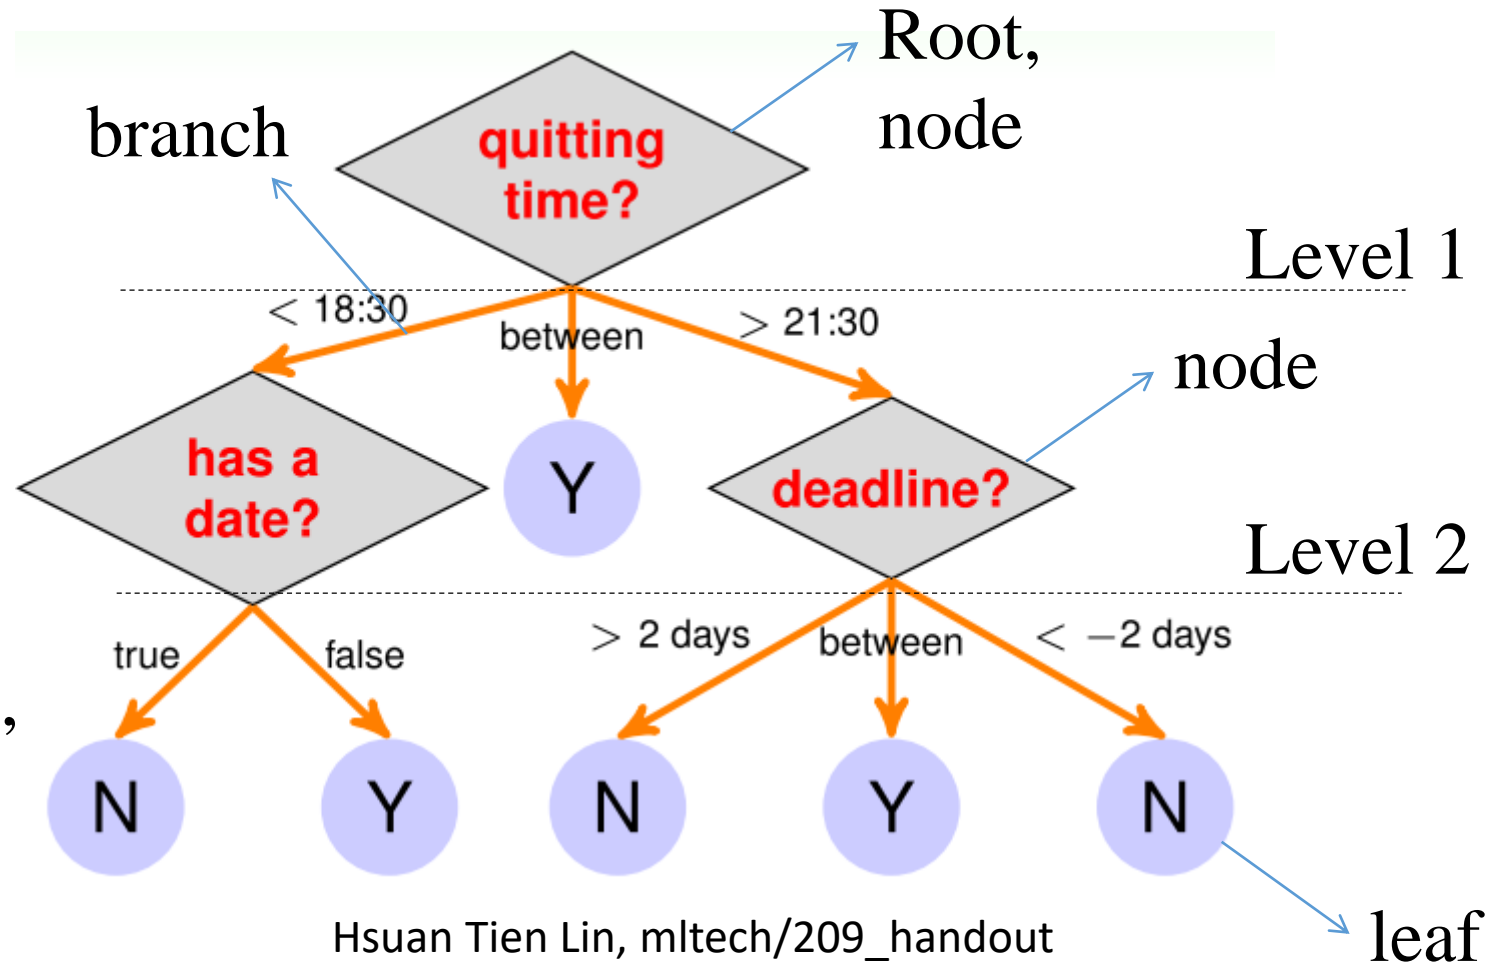 Root,
node
branch
quitting
time?
Level 1
< 18:30
between
> 21:30
node
has a
date?
Y
deadline?
Level 2
true
false
> 2 days
between
< −2 days
,
N
Y
N
Y
N
Hsuan Tien Lin, mltech/209_handout
leaf